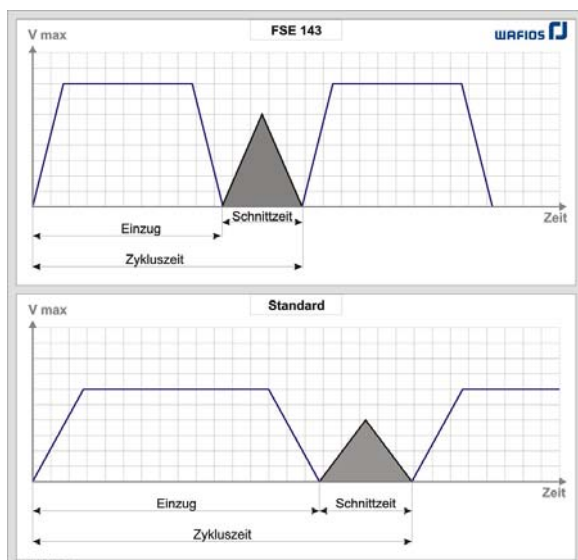 FSE 143
V max
WAFIOS
Schnittzeit
Zeit
Einzug
Zykluszeit
Standard
V max
Zeit
Einzug
Schnittzeit
Zykluszeit